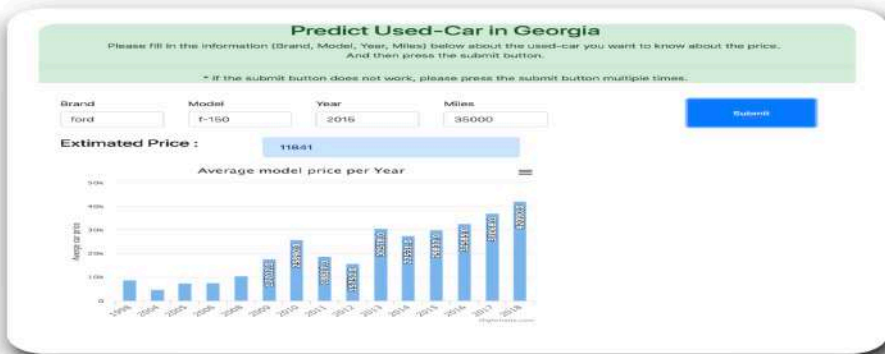 Predict Used-Car in Georgia
Please fill in the information (Brand, Model, Year, Miles) below about the used-car you want to know about the price.
And then press the submit button.
* If the submit button does not work, please press the submit button multiple times.
Brand Model Year Miles
ford f-150 2015 35000 Submit
Extimated Price : 11841
Average model price per Year
50k
40k
30k
20k
10k
0
Average car price
1998 2004 2005 2006 2008 2009 2010 2011 2012 2013 2014 2015 2016 2017 2018